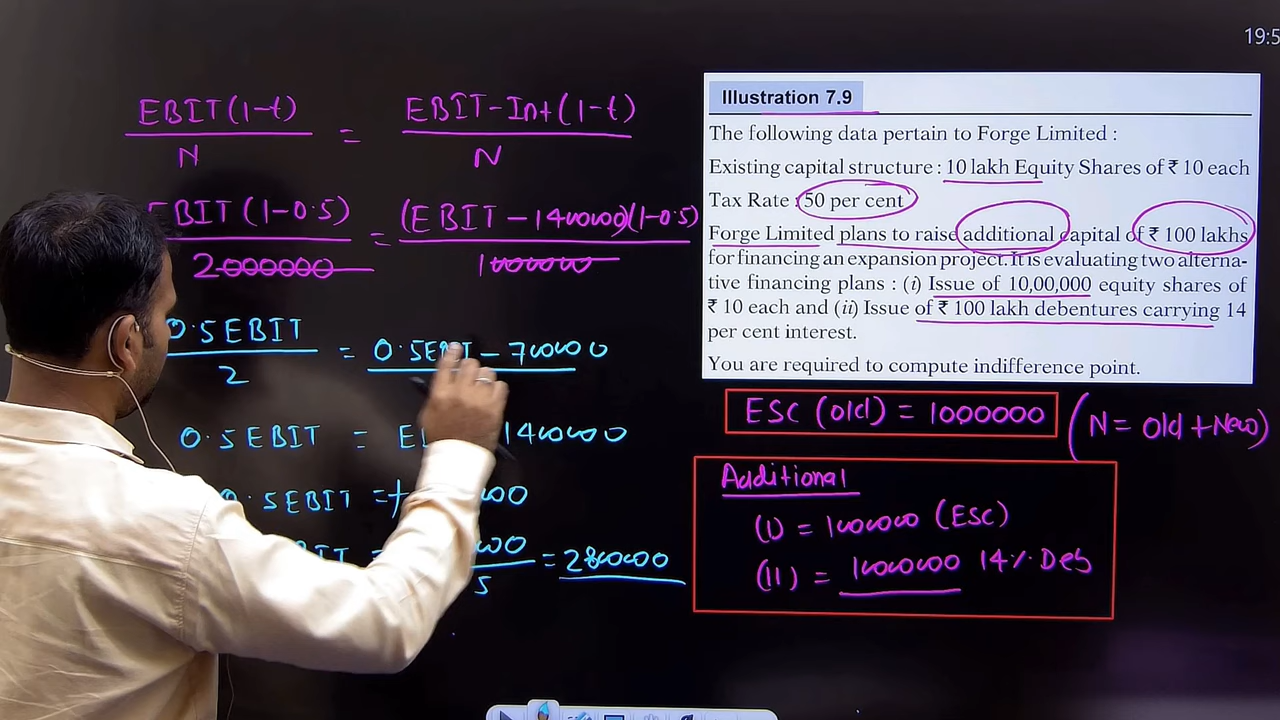 19:5
EBIT(1-t)
N
=
EBIT-Int(1-t)
N
EBIT(1-0.5)
2000000
=
(EBIT-1400000)(1-0.5)
1000000
0.5EBIT
2
=
0.5EBIT-700000
0.5EBIT =
1400000
0.5EBIT =
5
=2800000
Illustration 7.9
The following data pertain to Forge Limited :
Existing capital structure : 10 lakh Equity Shares of ₹ 10 each
Tax Rate : 50 per cent
Forge Limited plans to raise additional capital of ₹ 100 lakhs
for financing an expansion project. It is evaluating two alterna-
tive financing plans : (i) Issue of 10,00,000 equity shares of
₹ 10 each and (ii) Issue of ₹ 100 lakh debentures carrying 14
per cent interest.
You are required to compute indifference point.
ESC (old) = 1000000
(N = Old + New)
Additional
(I) = 1000000 (ESC)
(II) = 10000000 14% Deb